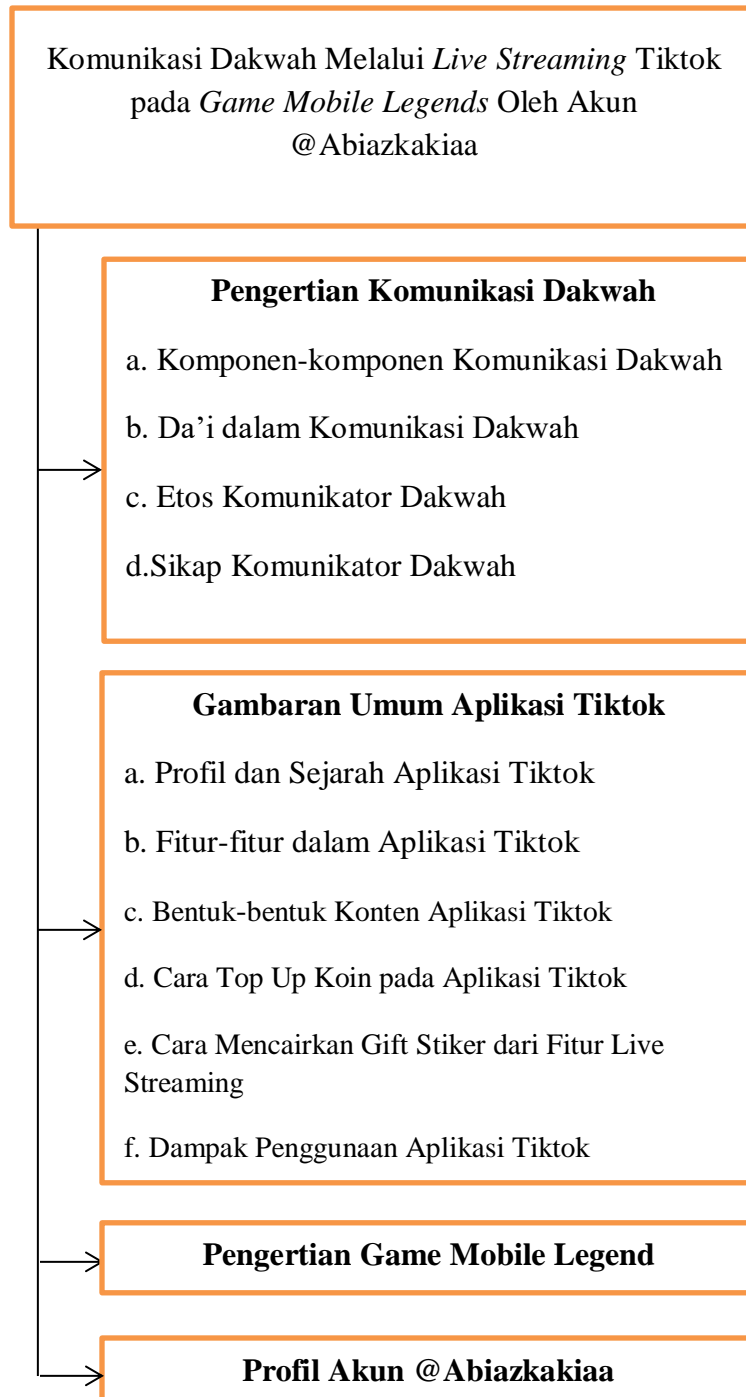 Komunikasi Dakwah Melalui Live Streaming Tiktok
pada Game Mobile Legends Oleh Akun
@Abiazkakiaa
Pengertian Komunikasi Dakwah
a. Komponen-komponen Komunikasi Dakwah
b. Da’i dalam Komunikasi Dakwah
c. Etos Komunikator Dakwah
d.Sikap Komunikator Dakwah
Gambaran Umum Aplikasi Tiktok
a. Profil dan Sejarah Aplikasi Tiktok
b. Fitur-fitur dalam Aplikasi Tiktok
c. Bentuk-bentuk Konten Aplikasi Tiktok
d. Cara Top Up Koin pada Aplikasi Tiktok
e. Cara Mencairkan Gift Stiker dari Fitur Live
Streaming
f. Dampak Penggunaan Aplikasi Tiktok
Pengertian Game Mobile Legend
Profil Akun @Abiazkakiaa